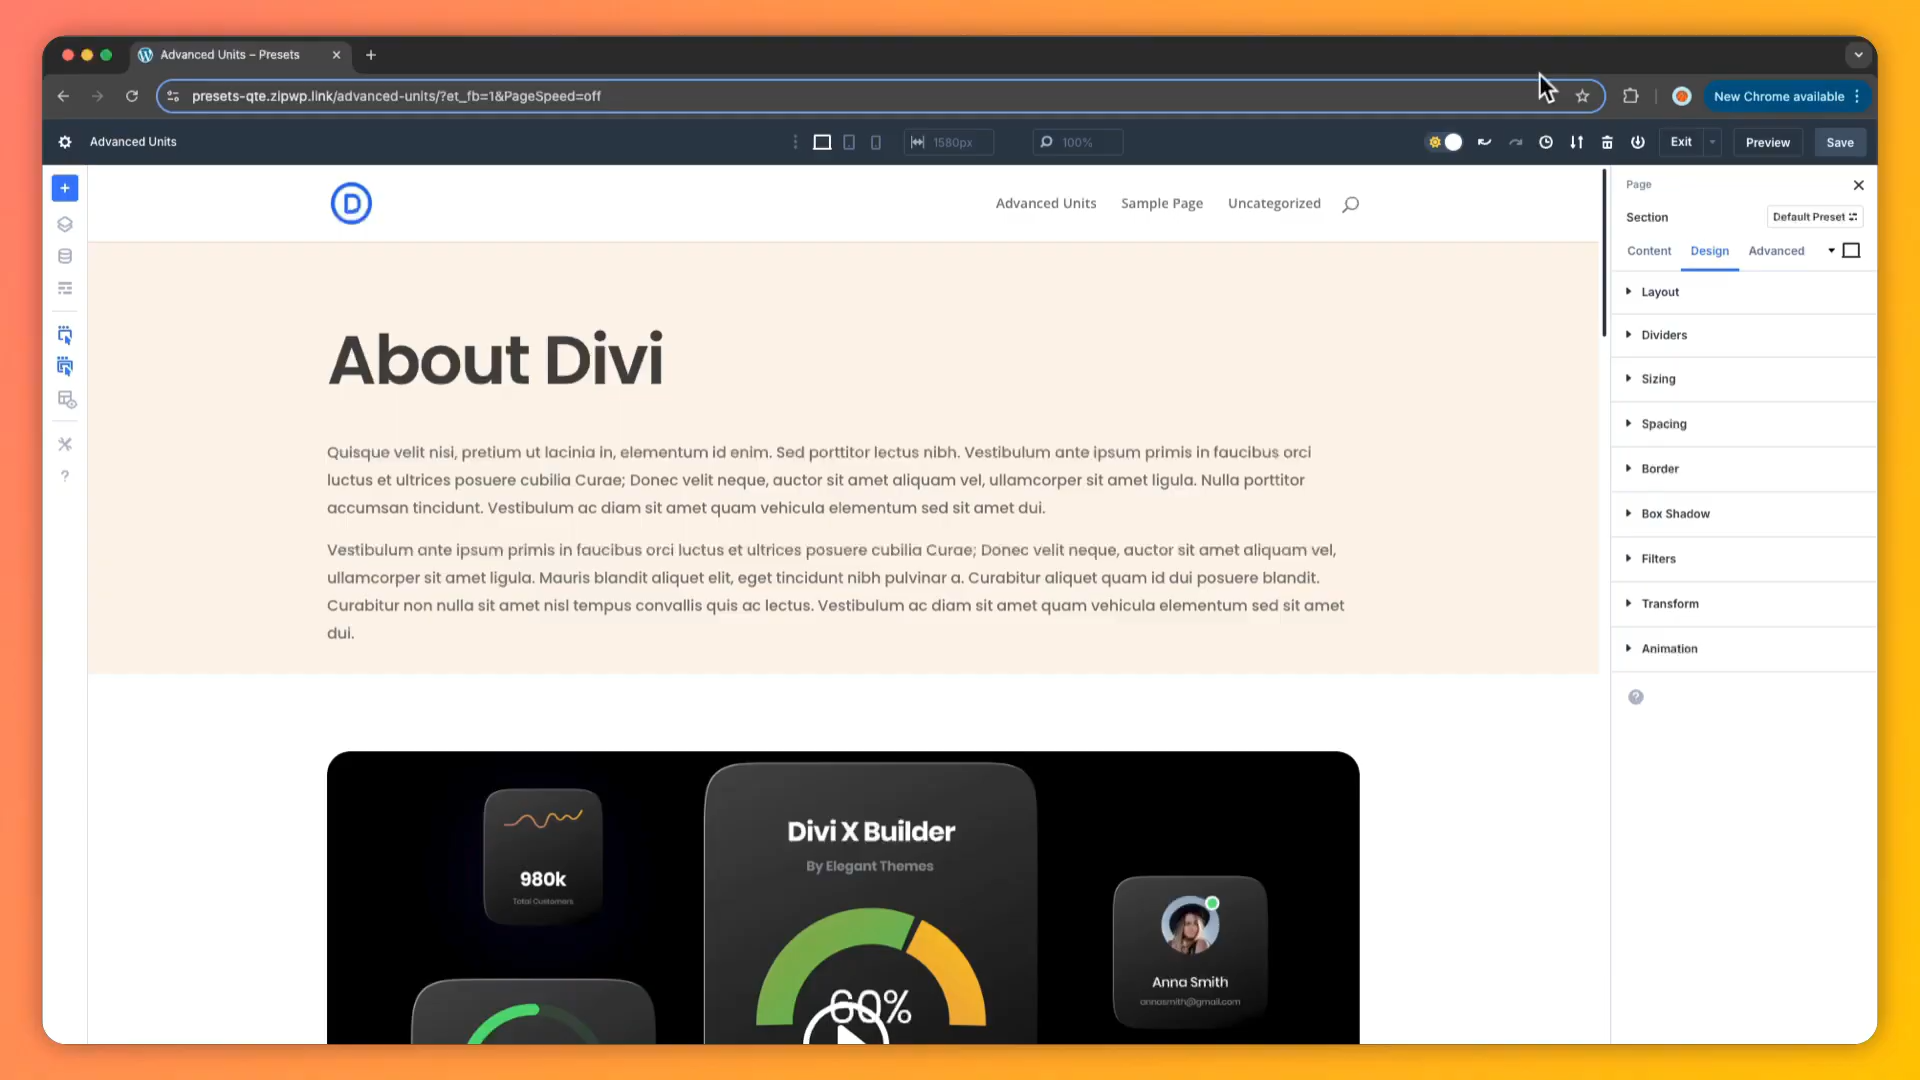 Advanced Units – Presets
presets-qte.zipwp.link/advanced-units/?et_fb=1&PageSpeed=off
New Chrome available
Advanced Units
1580px
100%
Exit
Preview
Save
Advanced Units
Sample Page
Uncategorized
About Divi
Quisque velit nisi, pretium ut lacinia in, elementum id enim. Sed porttitor lectus nibh. Vestibulum ante ipsum primis in faucibus orci
luctus et ultrices posuere cubilia Curae; Donec velit neque, auctor sit amet aliquam vel, ullamcorper sit amet ligula. Nulla porttitor
accumsan tincidunt. Vestibulum ac diam sit amet quam vehicula elementum sed sit amet dui.
Vestibulum ante ipsum primis in faucibus orci luctus et ultrices posuere cubilia Curae; Donec velit neque, auctor sit amet aliquam vel,
ullamcorper sit amet ligula. Mauris blandit aliquet elit, eget tincidunt nibh pulvinar a. Curabitur aliquet quam id dui posuere blandit.
Curabitur non nulla sit amet nisl tempus convallis quis ac lectus. Vestibulum ac diam sit amet quam vehicula elementum sed sit amet
dui.
980k
Total Customers
Divi X Builder
By Elegant Themes
60%
Anna Smith
annasmith@gmail.com
Page
Section
Default Preset
Content
Design
Advanced
Layout
Dividers
Sizing
Spacing
Border
Box Shadow
Filters
Transform
Animation